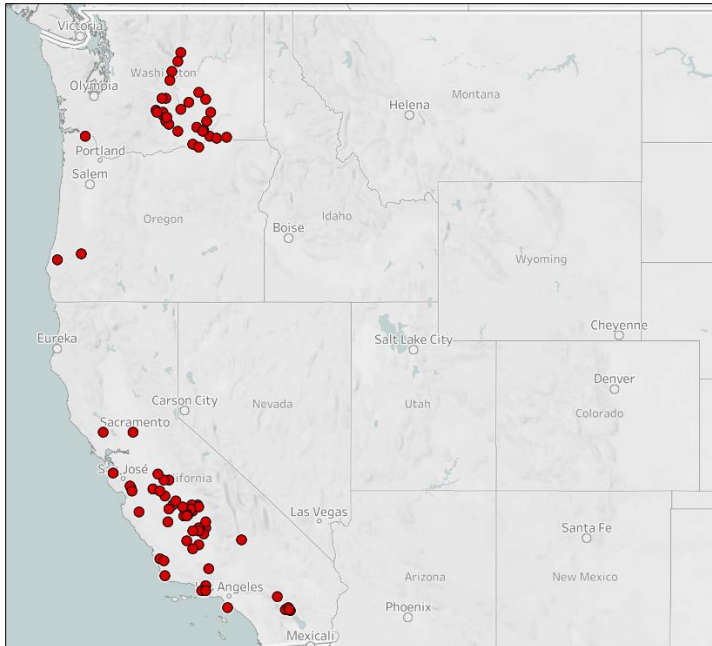 Victoria
Washington
Olympia
Montana
Helena
Portland
Salem
Oregon
Idaho
Boise
Wyoming
Eureka
Cheyenne
Salt Lake City
Denver
Carson City
Nevada
Utah
Colorado
Sacramento
San José
California
Las Vegas
Santa Fe
Arizona
New Mexico
Los Angeles
Phoenix
Mexicali